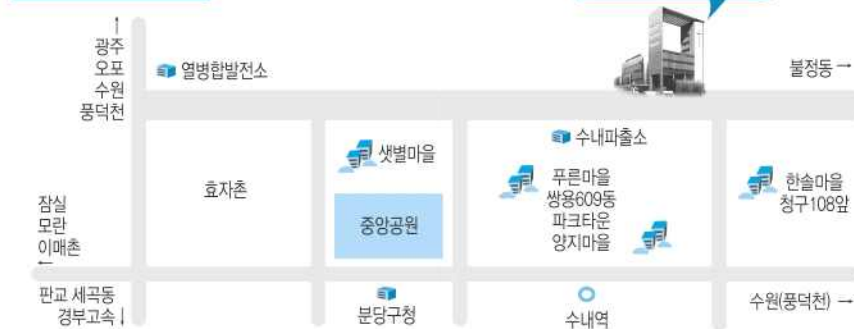 ↑
광주
오포
수원
풍덕천
열병합발전소
불정동 →
효자촌
샛별마을
중앙공원
수내파출소
푸른마을
쌍용609동
파크타운
양지마을
한솔마을
청구108앞
잠실
모란
이매촌
←
판교 세곡동
경부고속↓
분당구청
수내역
수원(풍덕천) →